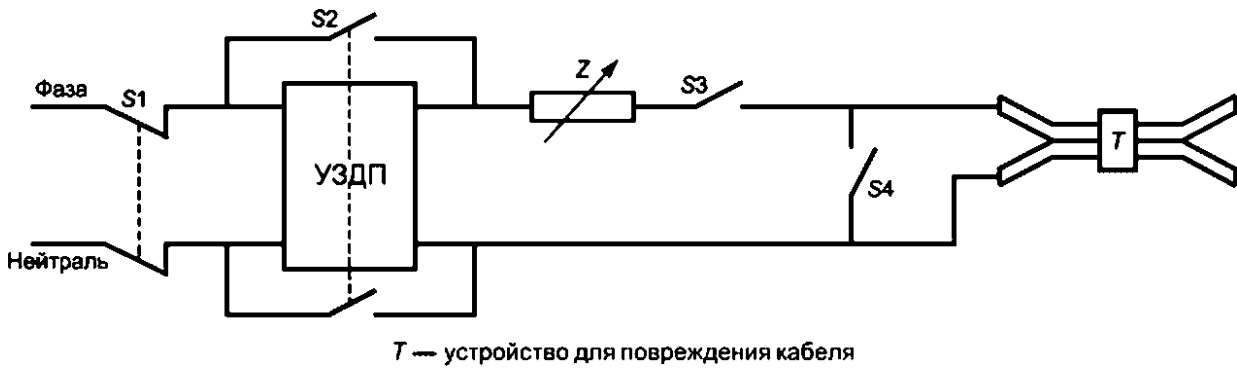 S2
Фаза
S1
Z
S3
T
УЗДП
S4
Нейтраль
T — устройство для повреждения кабеля